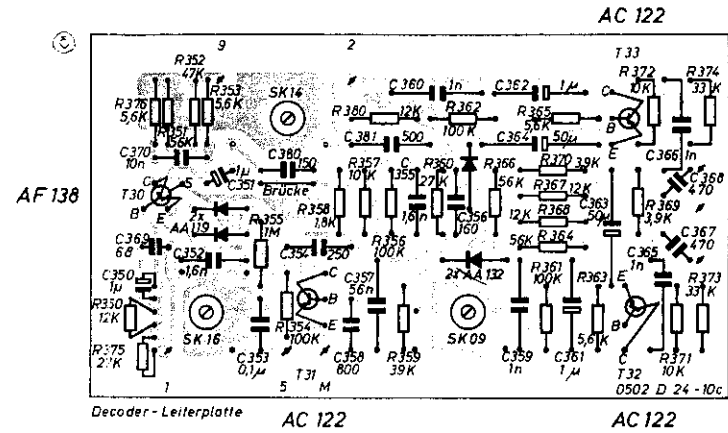 AC 122
9
2
T33
R352
47K
R353
5,6K
R376
5,6K
R351
56K
SK14
C360
1n
C362
1µ
R372
10K
R374
33K
R380
12K
R362
100K
R365
5,6K
C
B
E
C381
500
C364
50µ
C366
1n
C370
10n
C351
1µ
C380
150
Brücke
R357
10K
C
355
1,6n
R360
27K
R366
56K
R370
3,9K
C368
470
AF 138
T30
C
S
B
E
2x
AA119
R358
1,8K
C356
160
R367
12K
R368
12K
C363
50µ
R369
3,9K
R355
1M
R356
100K
R364
56K
C367
470
C369
68
C352
1,6n
C354
250
C
B
E
C357
56n
2x AA 132
C365
1n
C350
1µ
R361
100K
R363
5,6K
E
B
C
R373
33K
R350
12K
SK16
R354
100K
SK09
R375
C353
0,1µ
C358
800
R359
39K
C359
1n
C361
1µ
R371
10K
1
5
T31
M
T32
0502 D 24-10c
Decoder - Leiterplatte
AC 122
AC 122